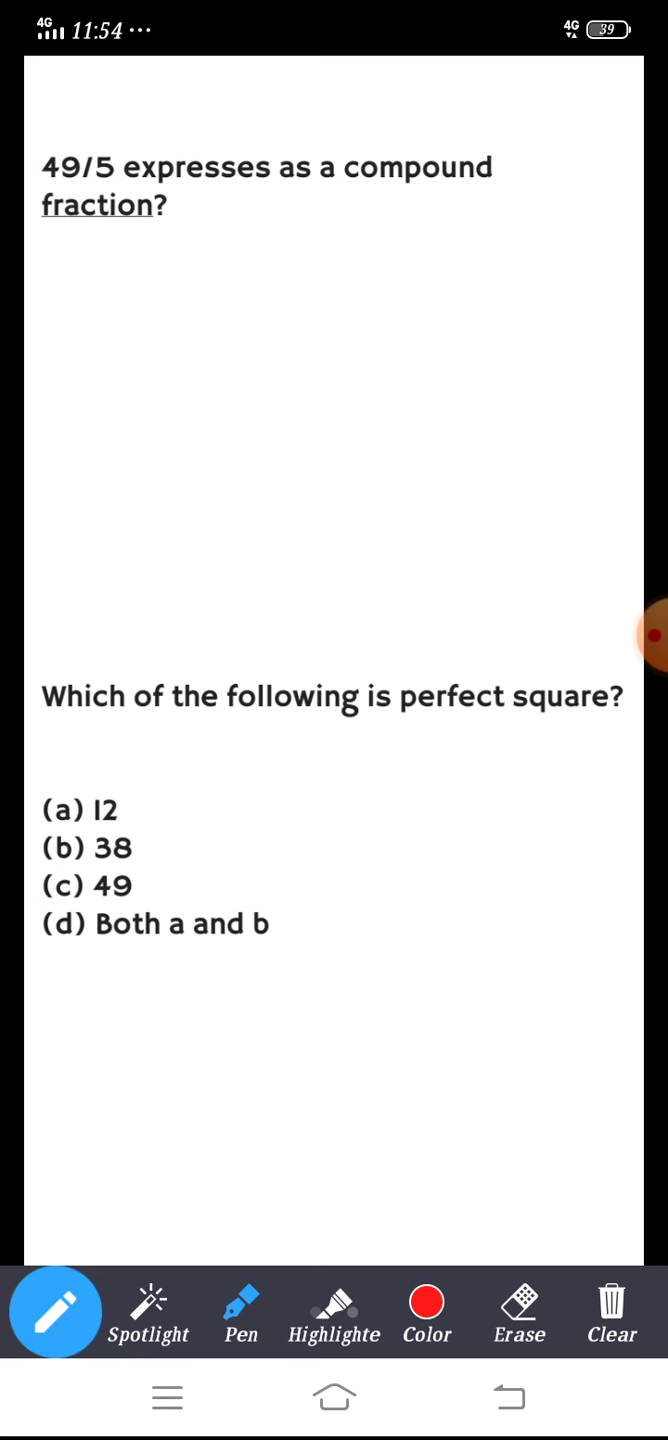 4G 11:54 ... 4G 39
49/5 expresses as a compound
fraction?
Which of the following is perfect square?
(a) 12
(b) 38
(c) 49
(d) Both a and b
Spotlight Pen Highlighte Color Erase Clear